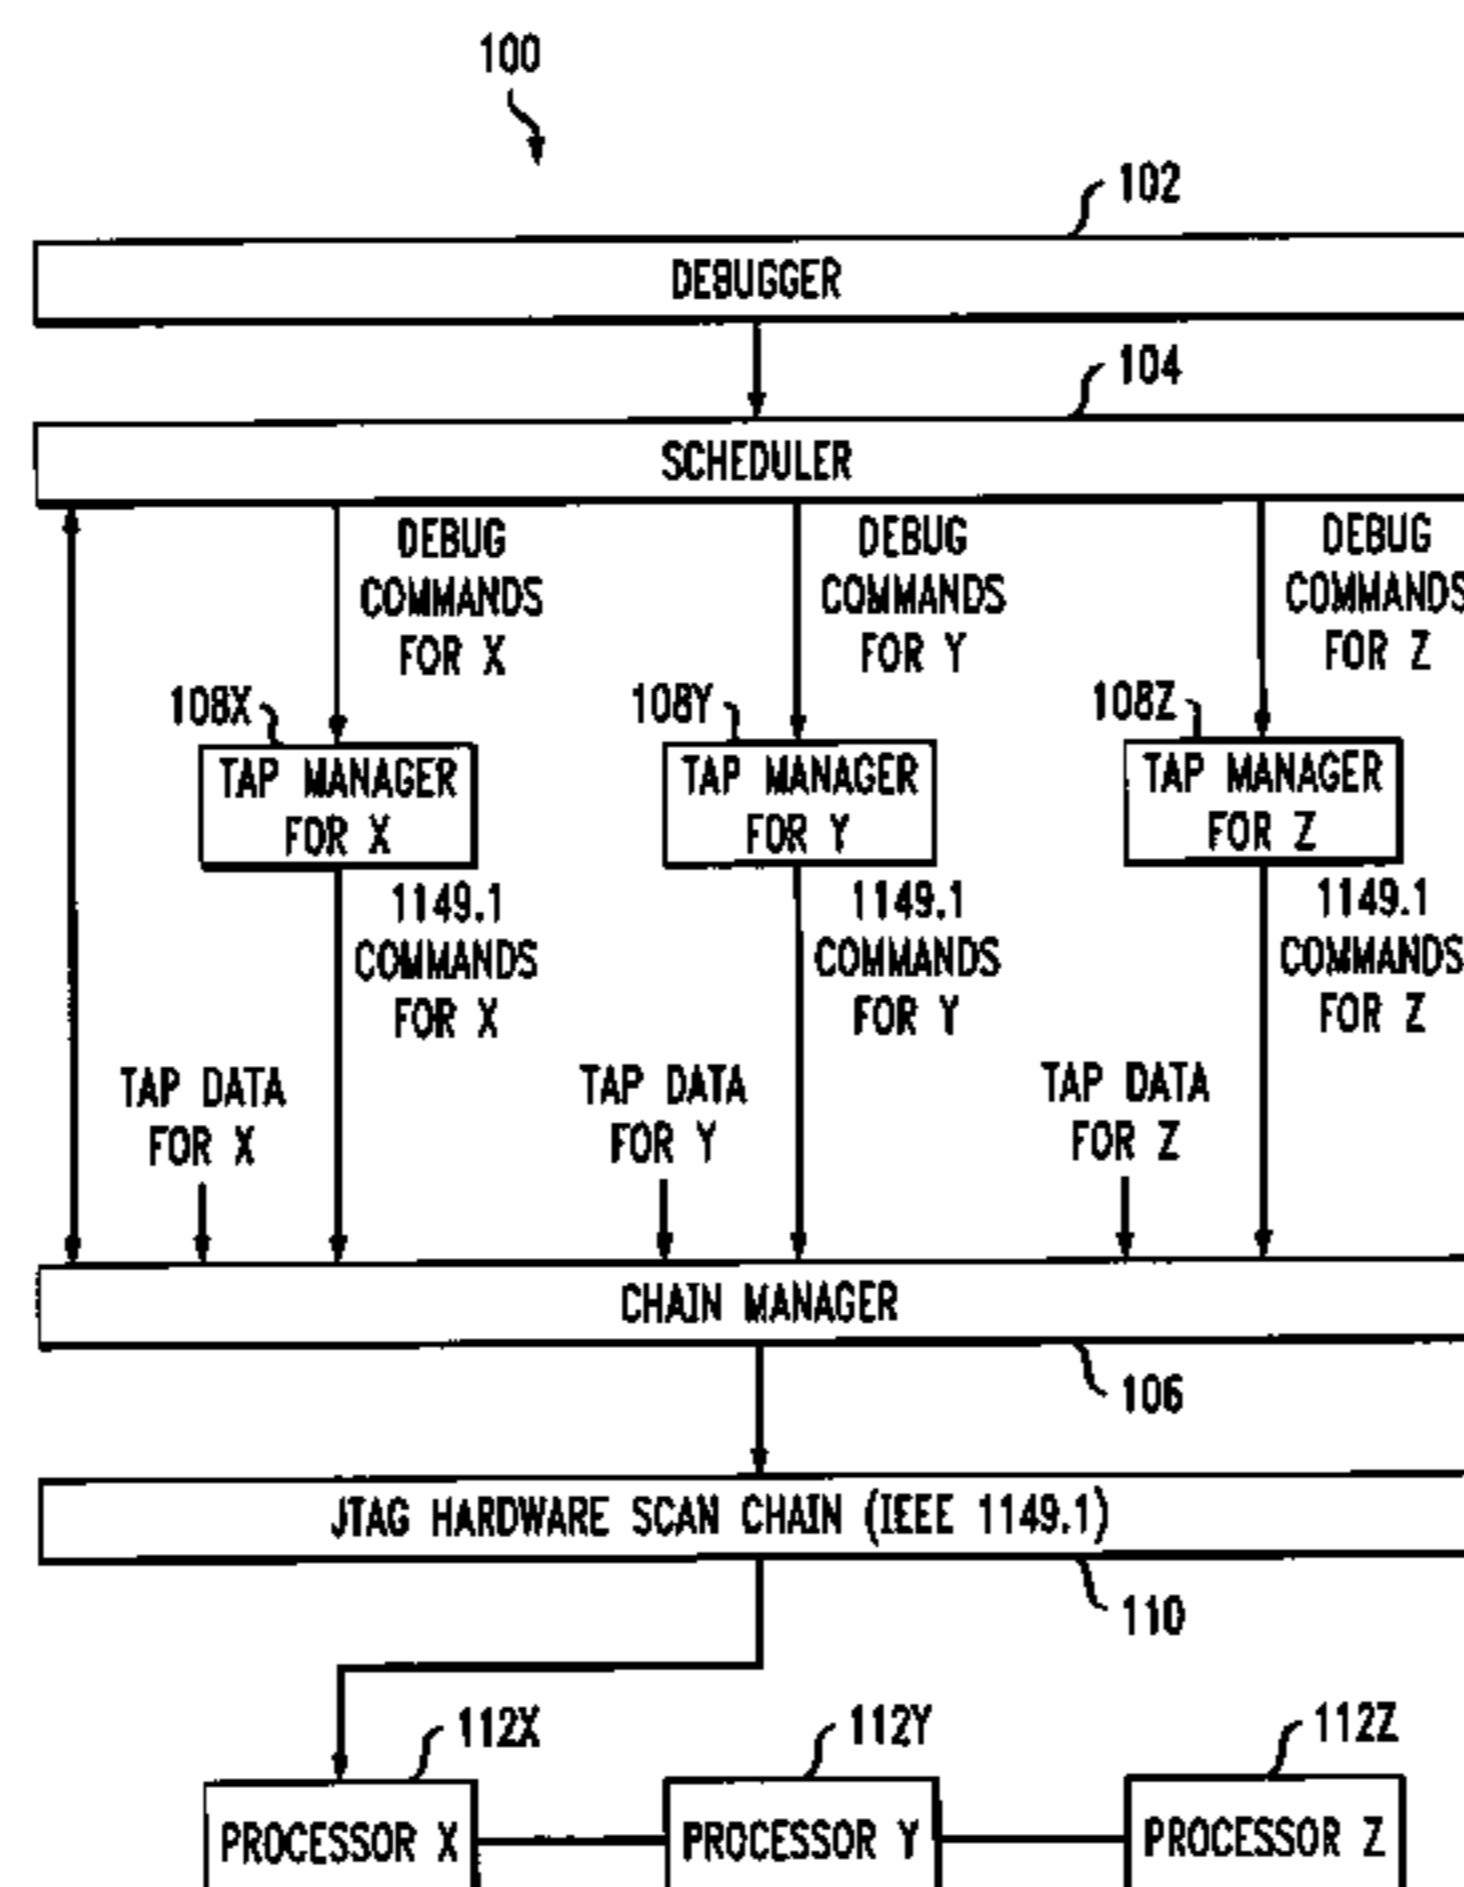 100
102
DEBUGGER
104
SCHEDULER
DEBUG
COMMANDS
FOR X
DEBUG
COMMANDS
FOR Y
DEBUG
COMMANDS
FOR Z
108X
108Y
108Z
TAP MANAGER
FOR X
TAP MANAGER
FOR Y
TAP MANAGER
FOR Z
1149.1
COMMANDS
FOR X
1149.1
COMMANDS
FOR Y
1149.1
COMMANDS
FOR Z
TAP DATA
FOR X
TAP DATA
FOR Y
TAP DATA
FOR Z
CHAIN MANAGER
106
JTAG HARDWARE SCAN CHAIN (IEEE 1149.1)
110
112X
112Y
112Z
PROCESSOR X
PROCESSOR Y
PROCESSOR Z